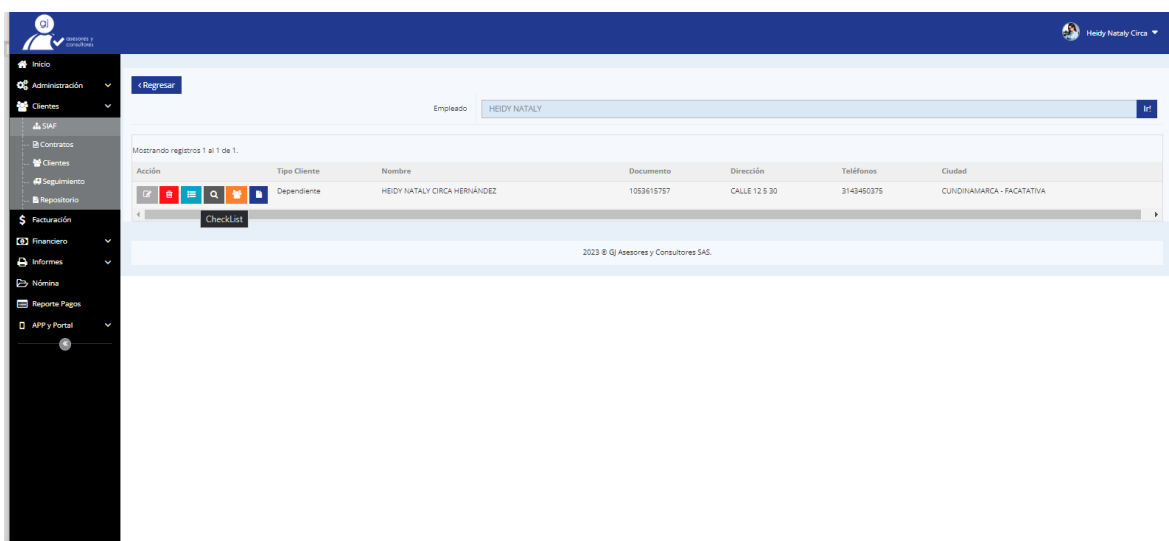 gj
asesores y
consultores
Heidy Nataly Circa
Inicio
Administración
Clientes
SIAF
Contratos
Clientes
Seguimiento
Repositorio
Facturación
Financiero
Informes
Nómina
Reporte Pagos
APP y Portal
Regresar
Empleado HEIDY NATALY Ir!
Mostrando registros 1 al 1 de 1.
Acción Tipo Cliente Nombre Documento Dirección Teléfonos Ciudad
Dependiente HEIDY NATALY CIRCA HERNÁNDEZ 1053615757 CALLE 12 5 30 3143450375 CUNDINAMARCA - FACATATIVA
CheckList
2023 © GJ Asesores y Consultores SAS.